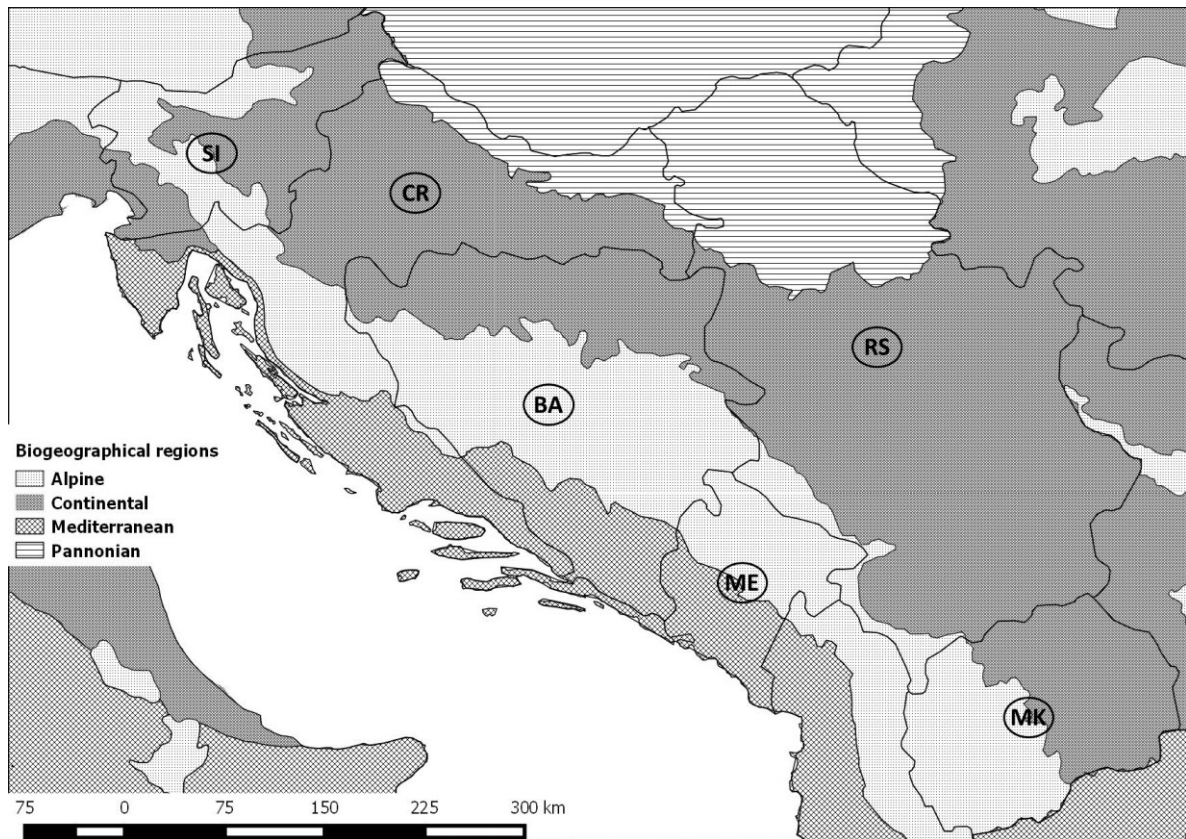 SI
CR
RS
BA
Biogeographical regions
Alpine
Continental
Mediterranean
Pannonian
ME
MK
75 0 75 150 225 300 km